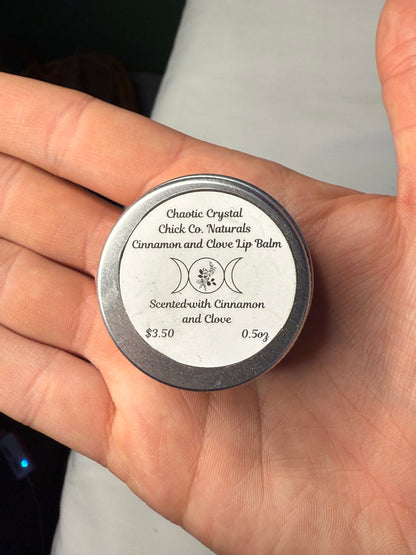 Chaotic Crystal
Chick Co. Naturals
Cinnamon and Clove Lip Balm
Scented with Cinnamon
and Clove
$3.50 0.5oz